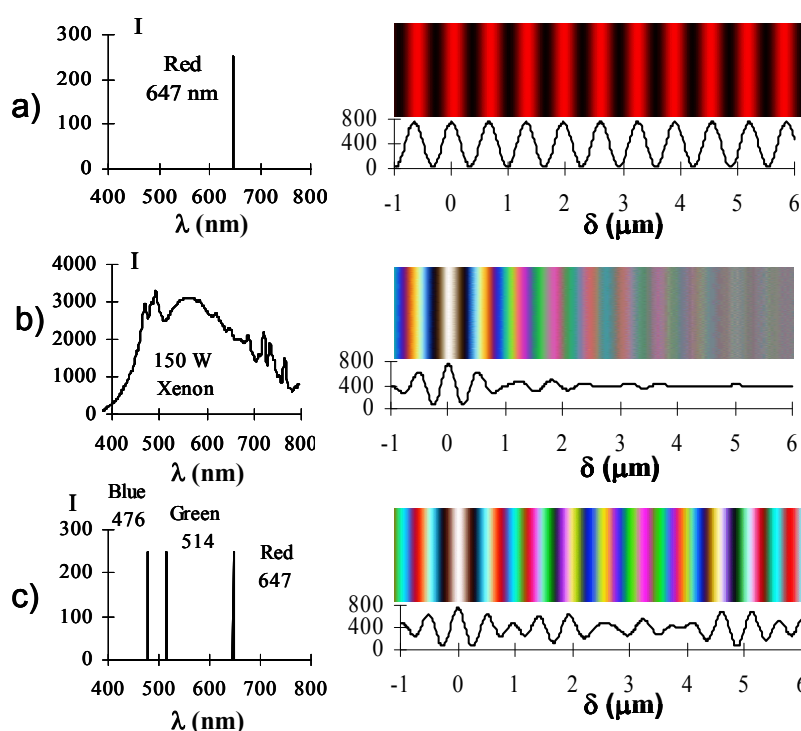 a)
I
300
200
100
0
Red
647 nm
400 500 600 700 800
λ (nm)
800
400
0
-1 0 1 2 3 4 5 6
δ (μm)
b)
I
4000
3000
2000
1000
0
150 W
Xenon
400 500 600 700 800
λ (nm)
800
400
0
-1 0 1 2 3 4 5 6
δ (μm)
c)
Blue
476
I
Green
514
Red
647
300
200
100
0
400 500 600 700 800
λ (nm)
800
400
0
-1 0 1 2 3 4 5 6
δ (μm)